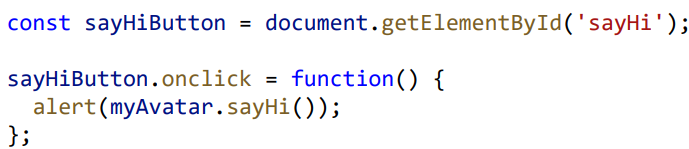 const sayHiButton = document.getElementById('sayHi');
sayHiButton.onclick = function() {
  alert(myAvatar.sayHi());
};